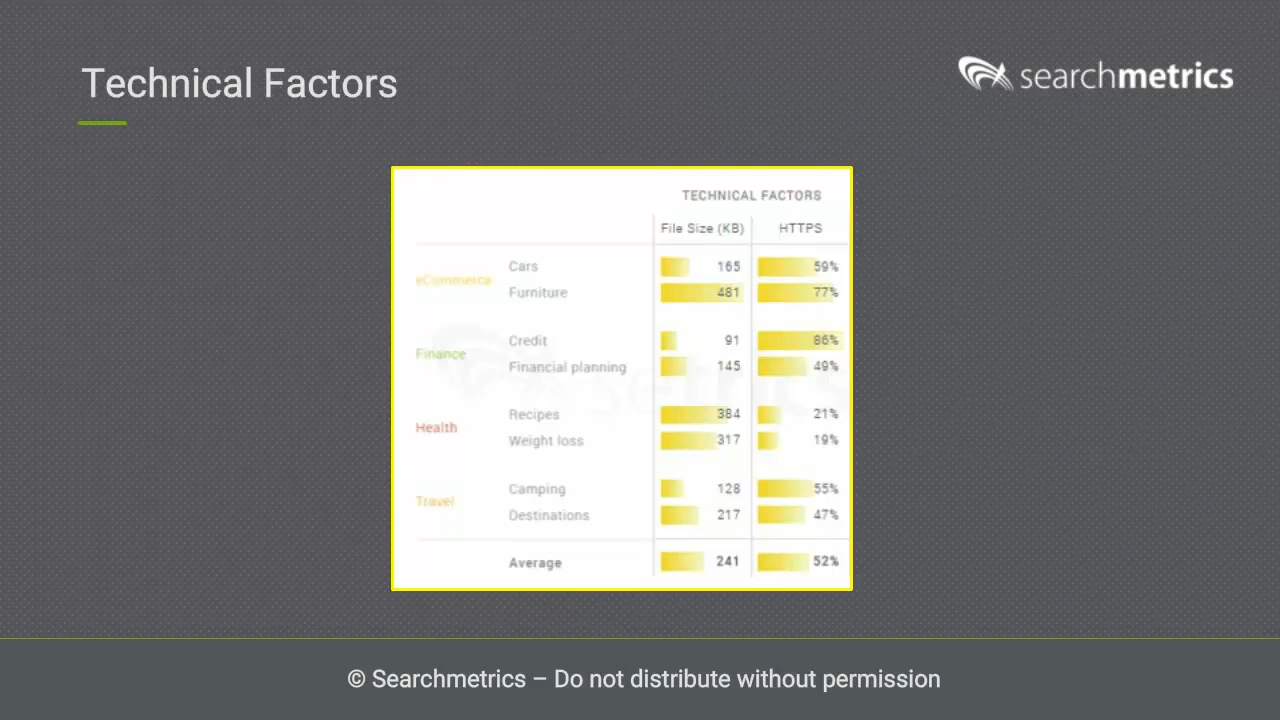 Technical Factors
searchmetrics
TECHNICAL FACTORS
File Size (KB) HTTPS
eCommerce
Cars 165 59%
Furniture 481 77%
Finance
Credit 91 86%
Financial planning 145 49%
Health
Recipes 384 21%
Weight loss 317 19%
Travel
Camping 128 55%
Destinations 217 47%
Average 241 52%
© Searchmetrics – Do not distribute without permission